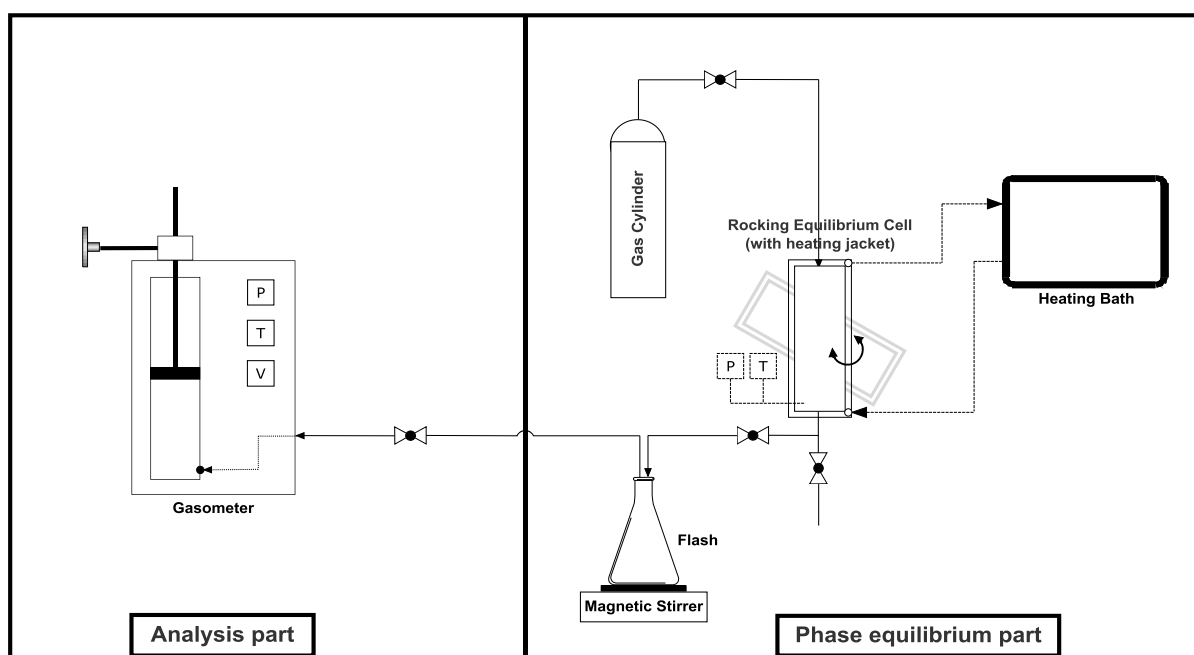 Gas Cylinder
Rocking Equilibrium Cell
(with heating jacket)
Heating Bath
P
T
V
P
T
Gasometer
Flash
Magnetic Stirrer
Analysis part
Phase equilibrium part